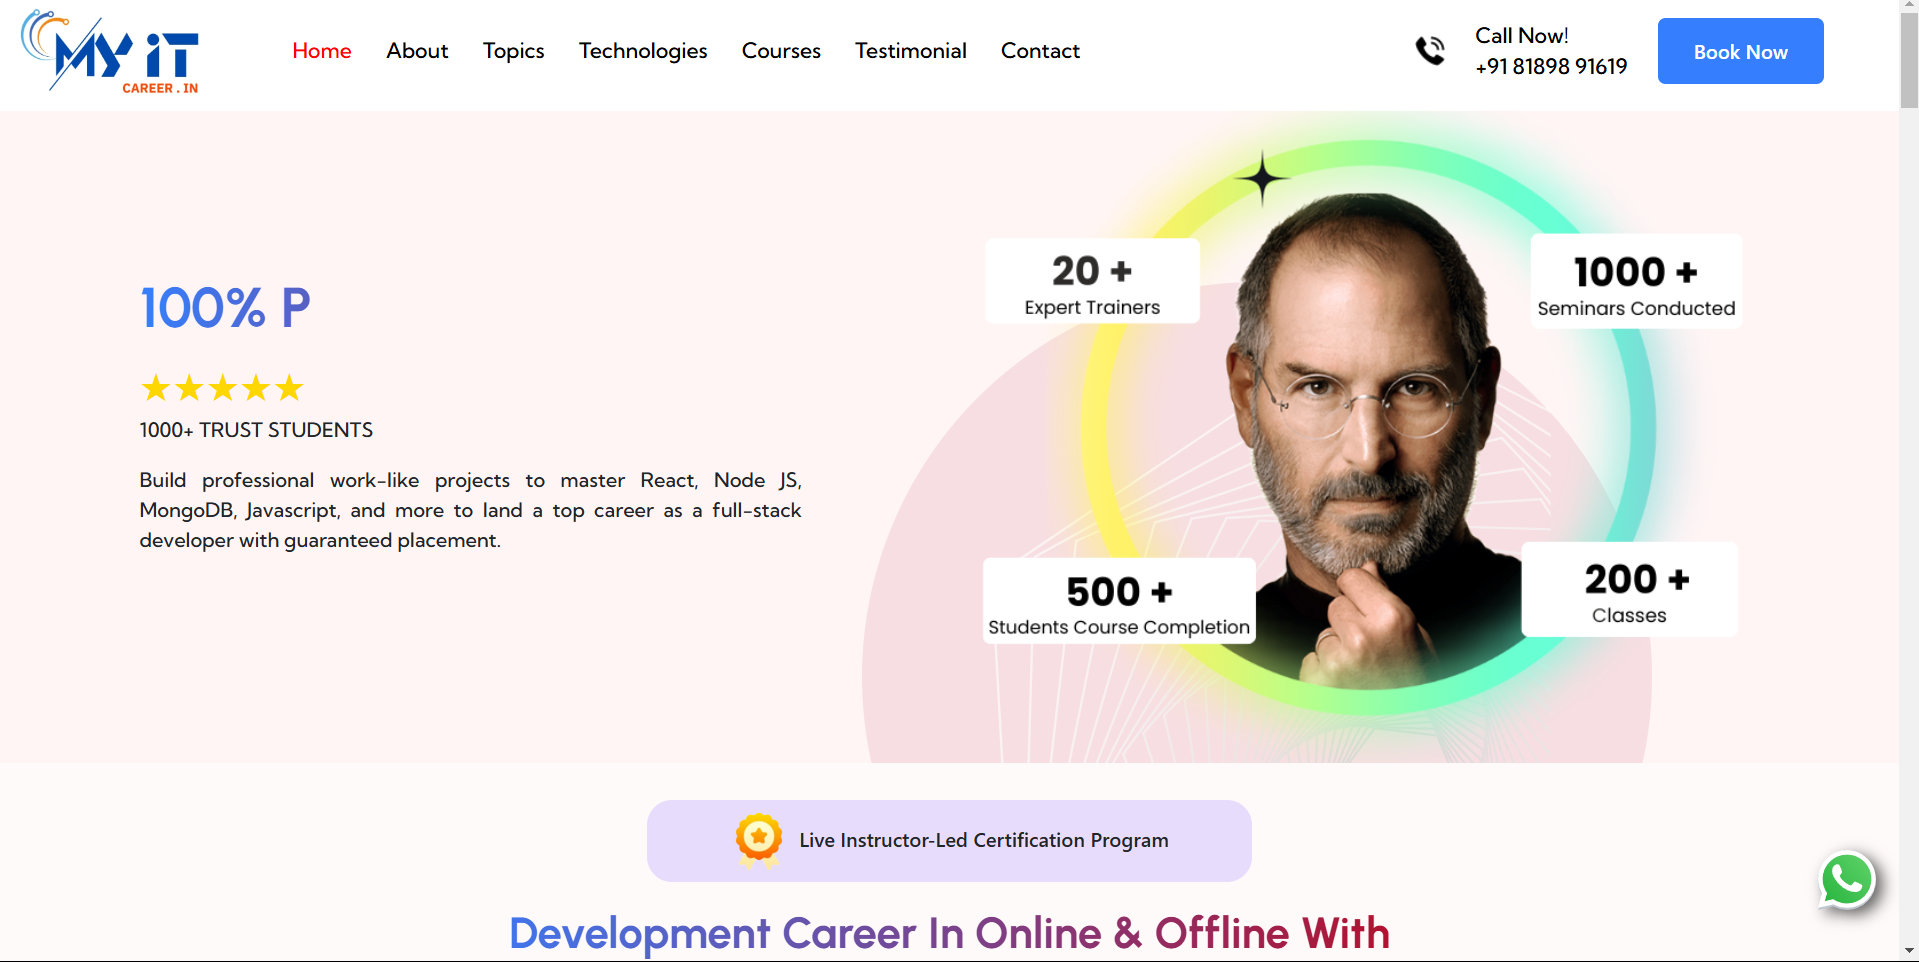 MY iT
CAREER . IN
Home
About
Topics
Technologies
Courses
Testimonial
Contact
Call Now!
+91 81898 91619
Book Now
100% P
1000+ TRUST STUDENTS
Build professional work-like projects to master React, Node JS,
MongoDB, Javascript, and more to land a top career as a full-stack
developer with guaranteed placement.
20 +
Expert Trainers
1000 +
Seminars Conducted
500 +
Students Course Completion
200 +
Classes
Live Instructor-Led Certification Program
Development Career In Online & Offline With